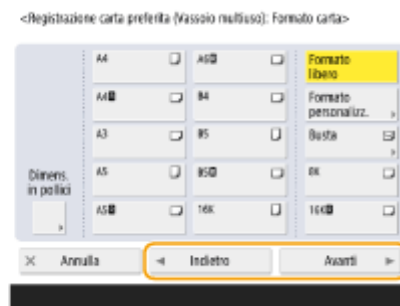 <Registrazione carta preferita (Vassoio multiuso): Formato carta>
A4
A6R
Formato
libero
A4R
B4
Formato
personalizz.
A3
B5
Busta
Dimens.
in pollici
A5
B5R
8K
A5R
16K
16KR
Annulla
Indietro
Avanti